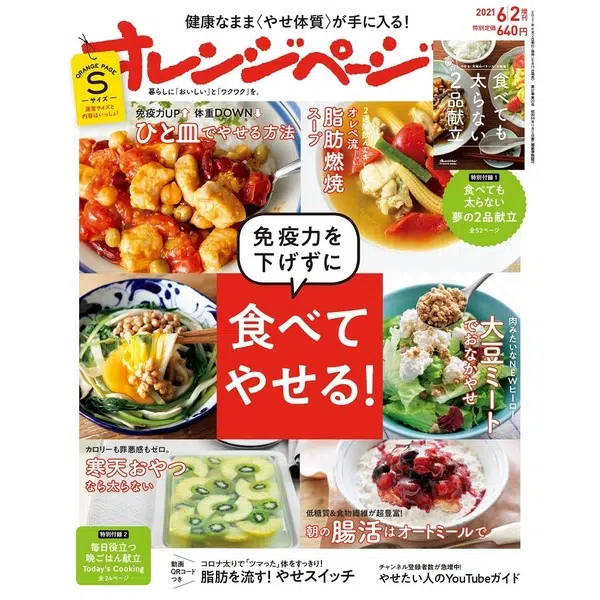 健康なまま〈やせ体質〉が手に入る!
2021 6/2 増刊
特別定価 640円
オレンジページ
ORANGE PAGE
S
ーサイズー
通常サイズと
内容はいっしょ!
暮らしに「おいしい」と「ワクワク」を。
食べても
太らない
2品献立
免疫力UP↑ 体重DOWN↓
ひと皿でやせる方法
オレペ流
脂肪燃焼
スープ
特別付録1
食べても
太らない
夢の2品献立
全52ページ
免疫力を
下げずに
食べて
やせる!
肉みたいなNEWヒーロー
大豆ミート
でおなかやせ
カロリーも罪悪感もゼロ。
寒天おやつ
なら太らない
低糖質&食物繊維が超豊富!
朝の腸活はオートミールで
特別付録2
毎日役立つ
晩ごはん献立
Today's Cooking
全24ページ
動画
QRコード
つき
コロナ太りで「ツマった」体をすっきり!
脂肪を流す! やせスイッチ
チャンネル登録者数が急増中!
やせたい人のYouTubeガイド